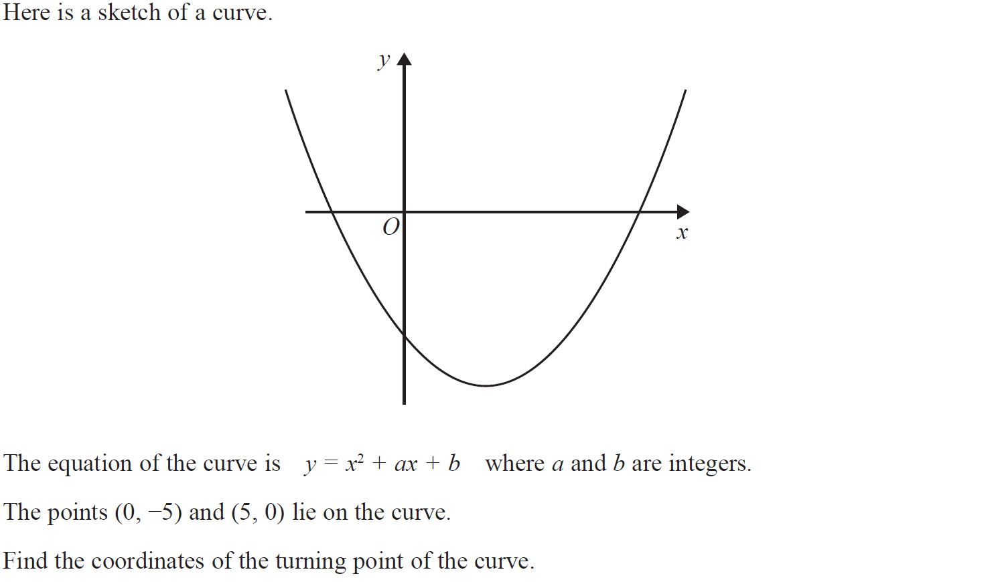 Here is a sketch of a curve.
y
O
x
The equation of the curve is y = x² + ax + b where a and b are integers.
The points (0, −5) and (5, 0) lie on the curve.
Find the coordinates of the turning point of the curve.